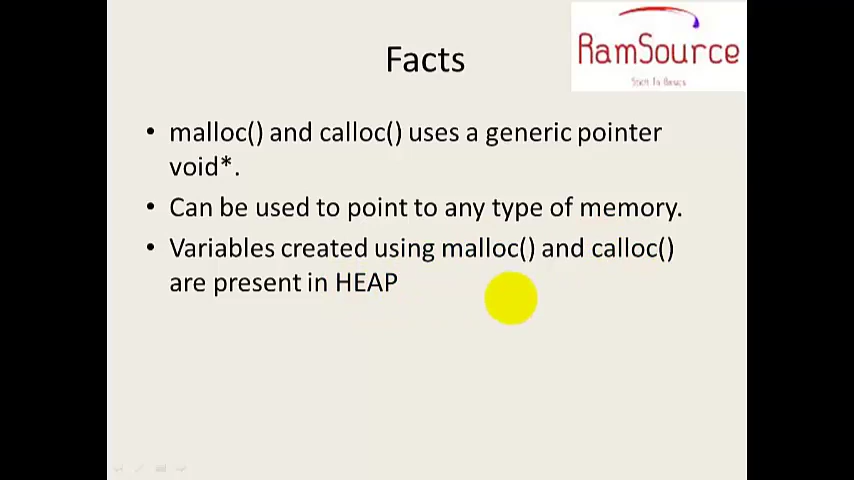 RamSource
Facts
• malloc() and calloc() uses a generic pointer
void*.
• Can be used to point to any type of memory.
• Variables created using malloc() and calloc()
are present in HEAP